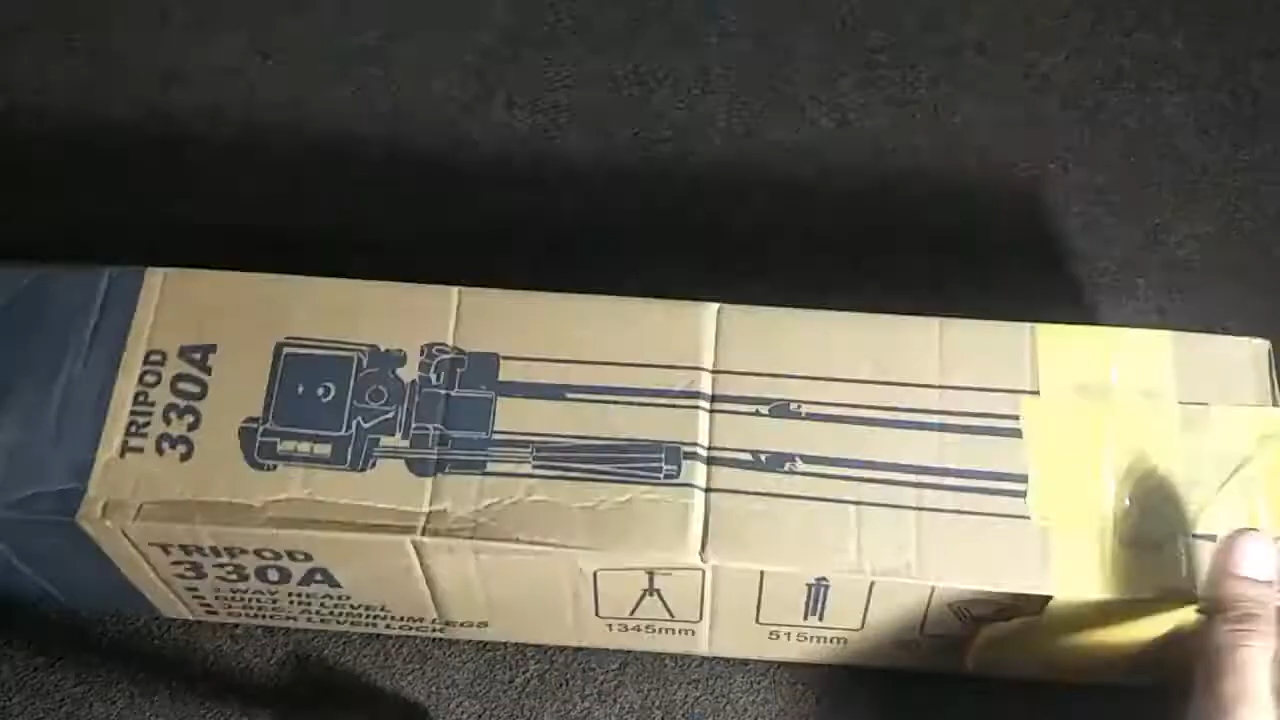 TRIPOD
330A
TRIPOD
330A
3-WAY HEAD
BUILT IN LEVEL
3-SEC. ALUMINUM LEGS
QUICK LEVER LOCK
1345mm
515mm